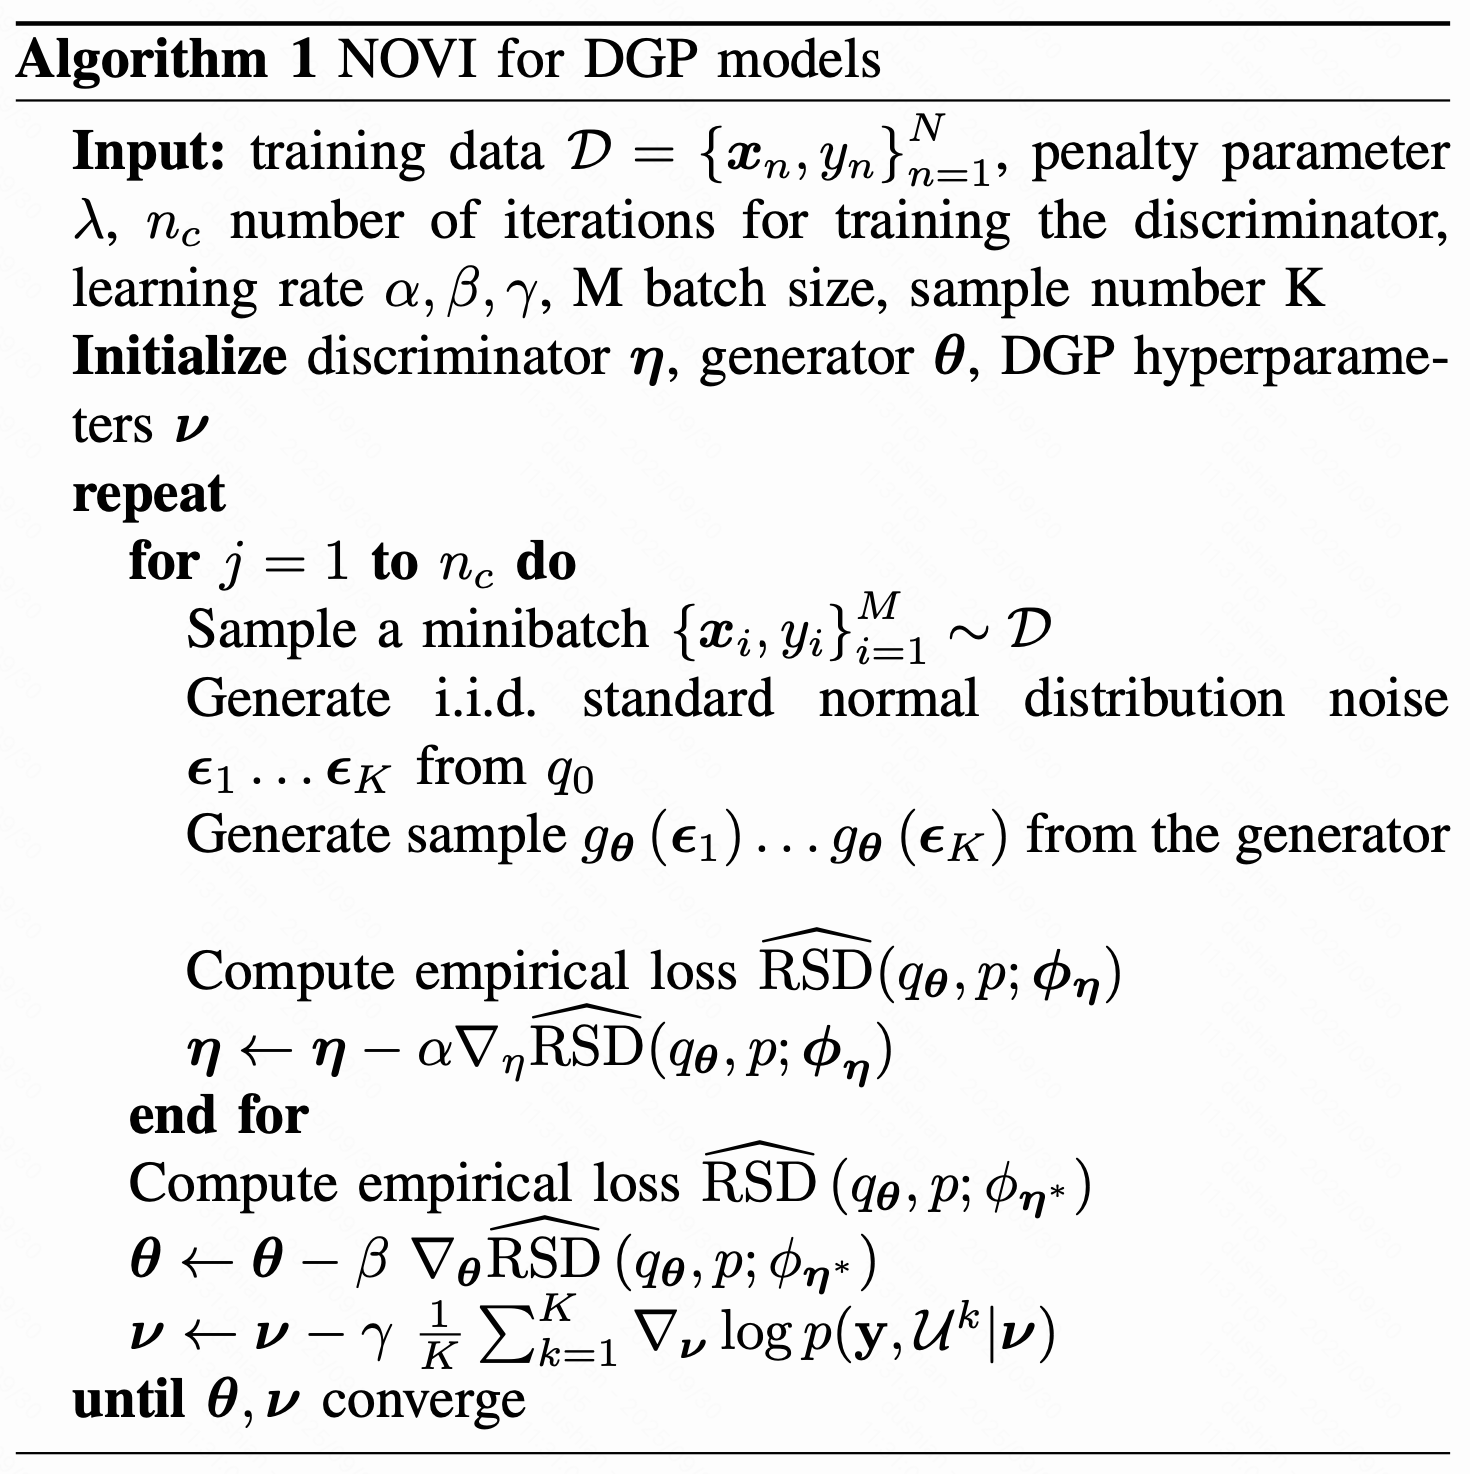 Algorithm 1 NOVI for DGP models
Input: training data $\mathcal{D} = \{\boldsymbol{x}_n, y_n\}_{n=1}^{N}$, penalty parameter
$\lambda$, $n_c$ number of iterations for training the discriminator,
learning rate $\alpha, \beta, \gamma$, M batch size, sample number K
Initialize discriminator $\boldsymbol{\eta}$, generator $\boldsymbol{\theta}$, DGP hyperparame-
ters $\boldsymbol{\nu}$
repeat
for $j = 1$ to $n_c$ do
Sample a minibatch $\{\boldsymbol{x}_i, y_i\}_{i=1}^{M} \sim \mathcal{D}$
Generate i.i.d. standard normal distribution noise
$\boldsymbol{\epsilon}_1 \ldots \boldsymbol{\epsilon}_K$ from $q_0$
Generate sample $g_{\boldsymbol{\theta}}(\boldsymbol{\epsilon}_1) \ldots g_{\boldsymbol{\theta}}(\boldsymbol{\epsilon}_K)$ from the generator
Compute empirical loss $\widehat{\mathrm{RSD}}(q_{\boldsymbol{\theta}}, p; \boldsymbol{\phi}_{\boldsymbol{\eta}})$
$\boldsymbol{\eta} \leftarrow \boldsymbol{\eta} - \alpha \nabla_{\eta} \widehat{\mathrm{RSD}}(q_{\boldsymbol{\theta}}, p; \boldsymbol{\phi}_{\boldsymbol{\eta}})$
end for
Compute empirical loss $\widehat{\mathrm{RSD}}(q_{\boldsymbol{\theta}}, p; \phi_{\boldsymbol{\eta}^*})$
$\boldsymbol{\theta} \leftarrow \boldsymbol{\theta} - \beta \nabla_{\boldsymbol{\theta}} \widehat{\mathrm{RSD}}(q_{\boldsymbol{\theta}}, p; \phi_{\boldsymbol{\eta}^*})$
$\boldsymbol{\nu} \leftarrow \boldsymbol{\nu} - \gamma \frac{1}{K} \sum_{k=1}^{K} \nabla_{\boldsymbol{\nu}} \log p(\mathbf{y}, \mathcal{U}^k | \boldsymbol{\nu})$
until $\boldsymbol{\theta}, \boldsymbol{\nu}$ converge